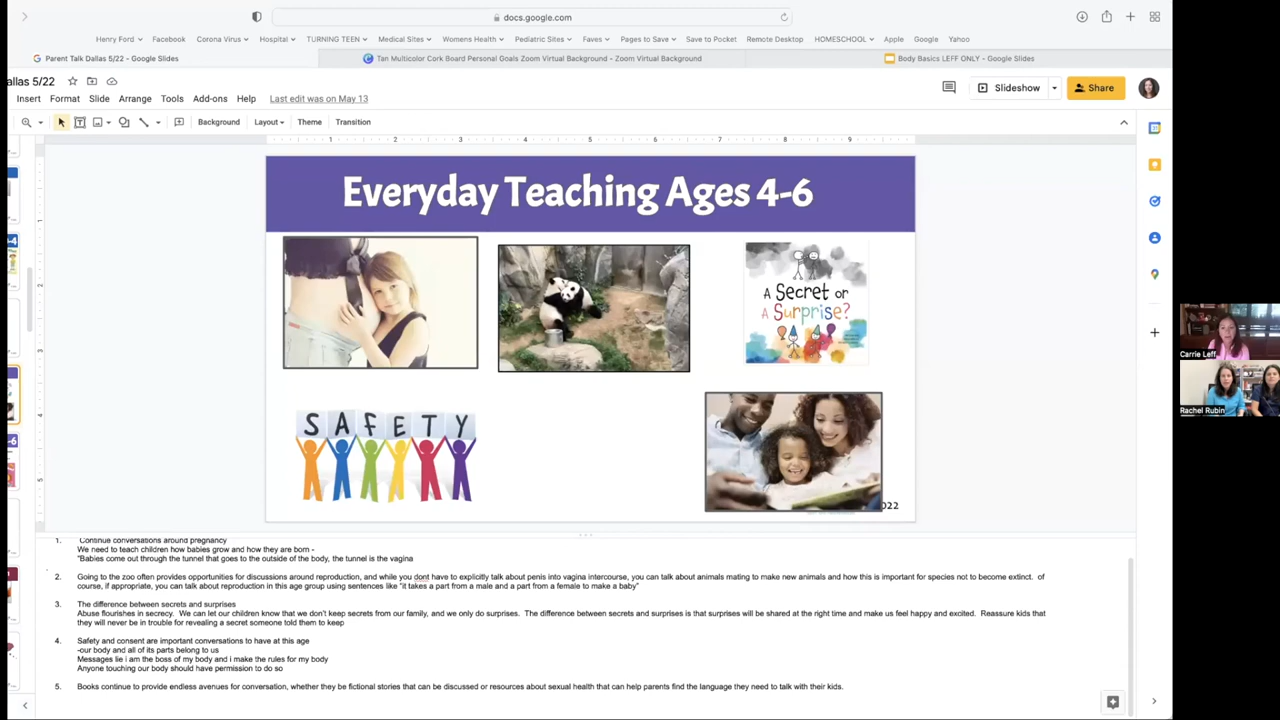 docs.google.com
Henry Ford Facebook Corona Virus Hospital TURNING TEEN Medical Sites Womens Health Pediatric Sites Faves Pages to Save Save to Pocket Remote Desktop HOMESCHOOL Apple Google Yahoo
Parent Talk Dallas 5/22 - Google Slides
Tan Multicolor Cork Board Personal Goals Zoom Virtual Background - Zoom Virtual Background
Body Basics LEFF ONLY - Google Slides
allas 5/22
Insert Format Slide Arrange Tools Add-ons Help Last edit was on May 13
Slideshow
Share
Background Layout Theme Transition
1 2 3 4 5 6 7 8 9
Everyday Teaching Ages 4-6
A Secret or
A Surprise?
SAFETY
022
1. Continue conversations around pregnancy
We need to teach children how babies grow and how they are born -
"Babies come out through the tunnel that goes to the outside of the body, the tunnel is the vagina
2. Going to the zoo often provides opportunities for discussions around reproduction, and while you dont have to explicitly talk about penis into vagina intercourse, you can talk about animals mating to make new animals and how this is important for species not to become extinct. of
course, if appropriate, you can talk about reproduction in this age group using sentences like "it takes a part from a male and a part from a female to make a baby"
3. The difference between secrets and surprises
Abuse flourishes in secrecy. We can let our children know that we don't keep secrets from our family, and we only do surprises. The difference between secrets and surprises is that surprises will be shared at the right time and make us feel happy and excited. Reassure kids that
they will never be in trouble for revealing a secret someone told them to keep
4. Safety and consent are important conversations to have at this age
-our body and all of its parts belong to us
Messages lie i am the boss of my body and i make the rules for my body
Anyone touching our body should have permission to do so
5. Books continue to provide endless avenues for conversation, whether they be fictional stories that can be discussed or resources about sexual health that can help parents find the language they need to talk with their kids.
Carrie Leff
Rachel Rubin